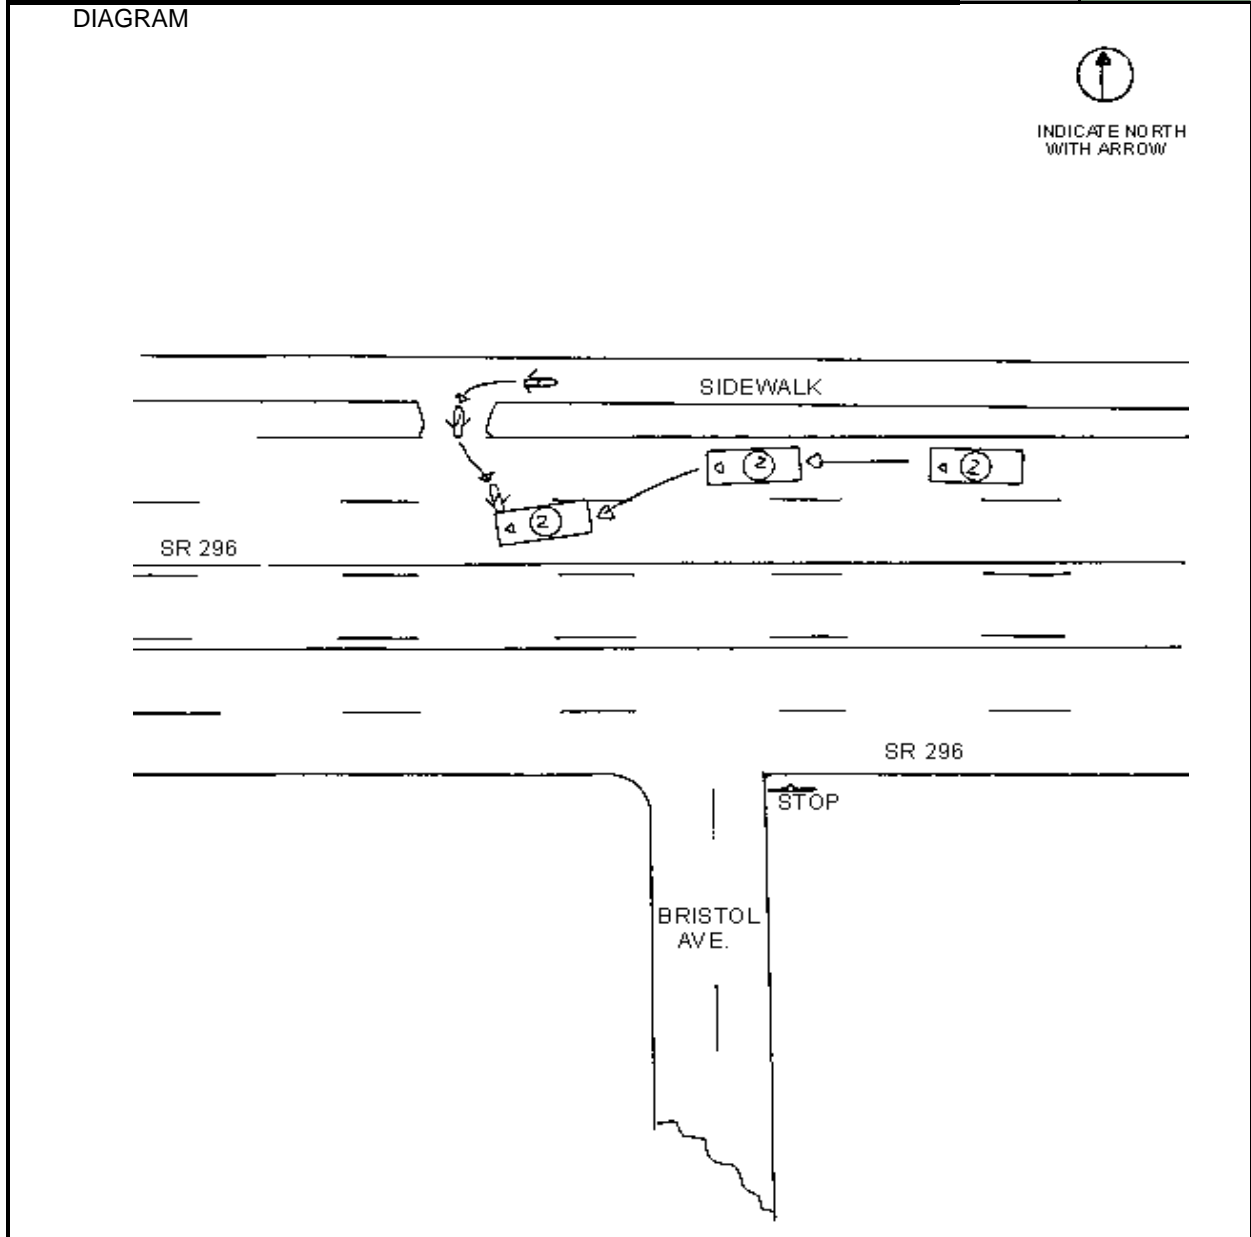 DIAGRAM
INDICATE NORTH
WITH ARROW
SIDEWALK
2
2
2
SR 296
SR 296
STOP
BRISTOL
AVE.